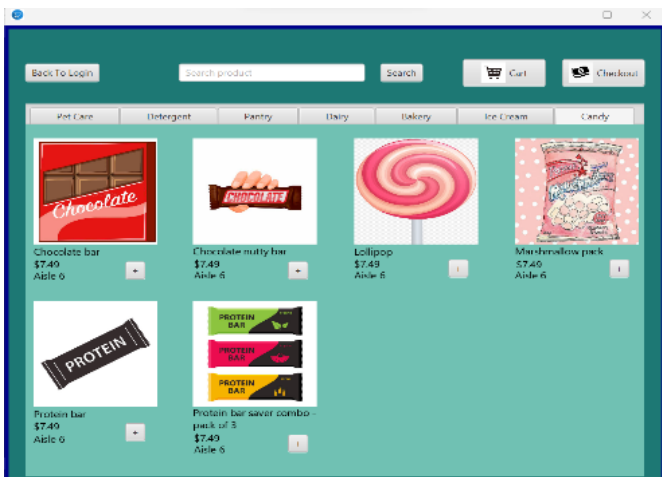 Back To Login
Search product
Search
Cart
Checkout
Pet Care
Detergent
Pantry
Dairy
Bakery
Ice Cream
Candy
Chocolate
CHOCOLATE
Chocolate bar
$7.49
Aisle 6
+
Chocolate nutty bar
$7.49
Aisle 6
+
Lollipop
$7.49
Aisle 6
Marshmallow pack
$7.49
Aisle 6
PROTEIN
PROTEIN
BAR
PROTEIN
BAR
PROTEIN
BAR
Protein bar
$7.49
Aisle 6
+
Protein bar saver combo -
pack of 3
$7.49
Aisle 6